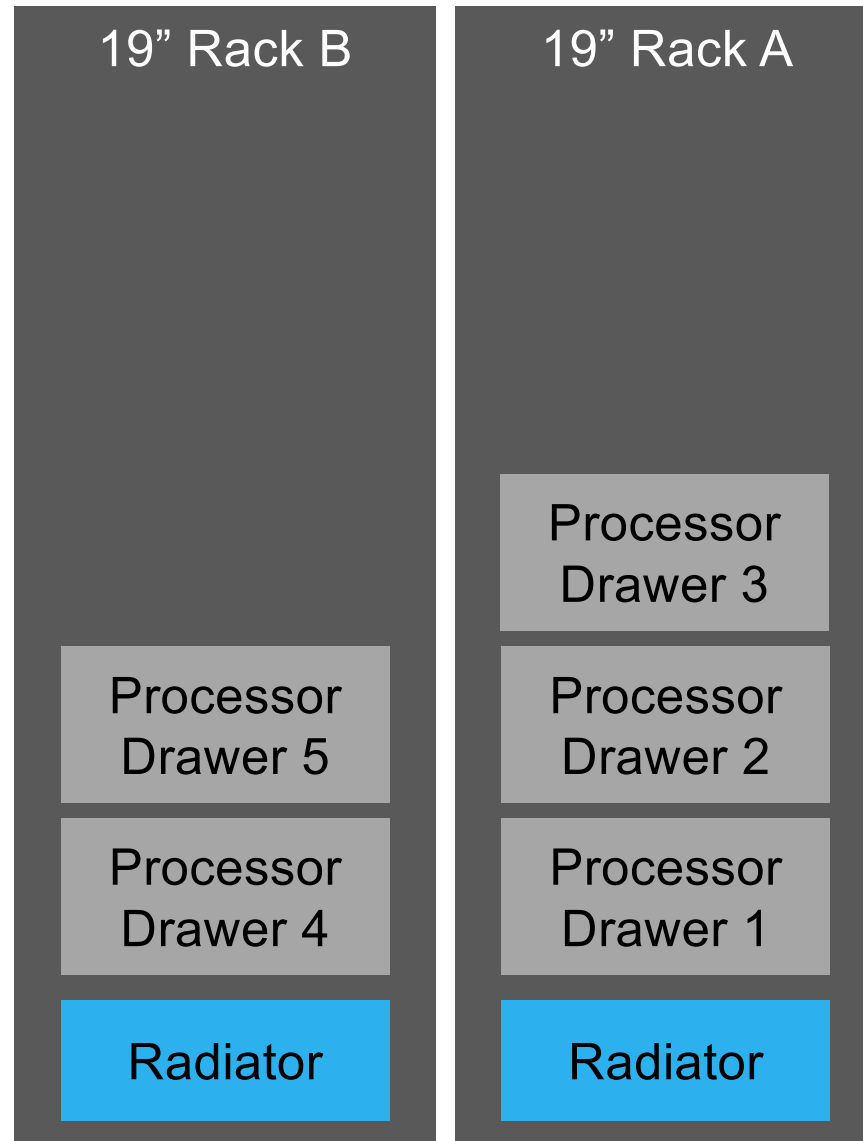 19” Rack B
Processor
Drawer 5
Processor
Drawer 4
Radiator
19” Rack A
Processor
Drawer 3
Processor
Drawer 2
Processor
Drawer 1
Radiator